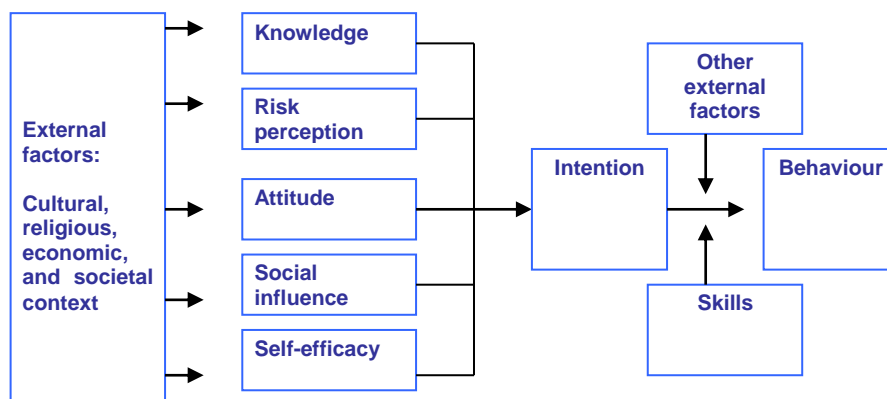 External
factors:
Cultural,
religious,
economic,
and societal
context
Knowledge
Risk
perception
Attitude
Social
influence
Self-efficacy
Intention
Other
external
factors
Skills
Behaviour